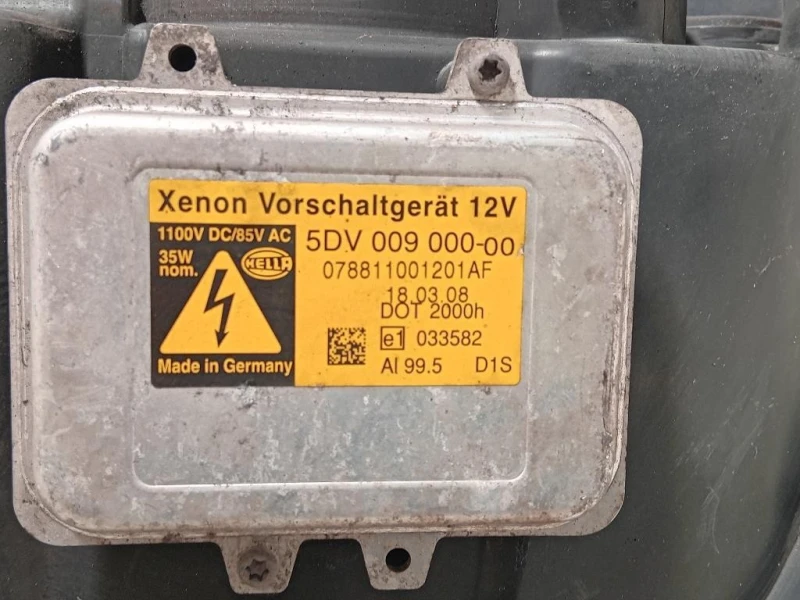 Xenon Vorschaltgerät 12V
1100V DC/85V AC
35W
nom.
HELLA
Made in Germany
5DV 009 000-00
078811001201AF
18.03.08
DOT 2000h
e1 033582
Al 99.5 D1S